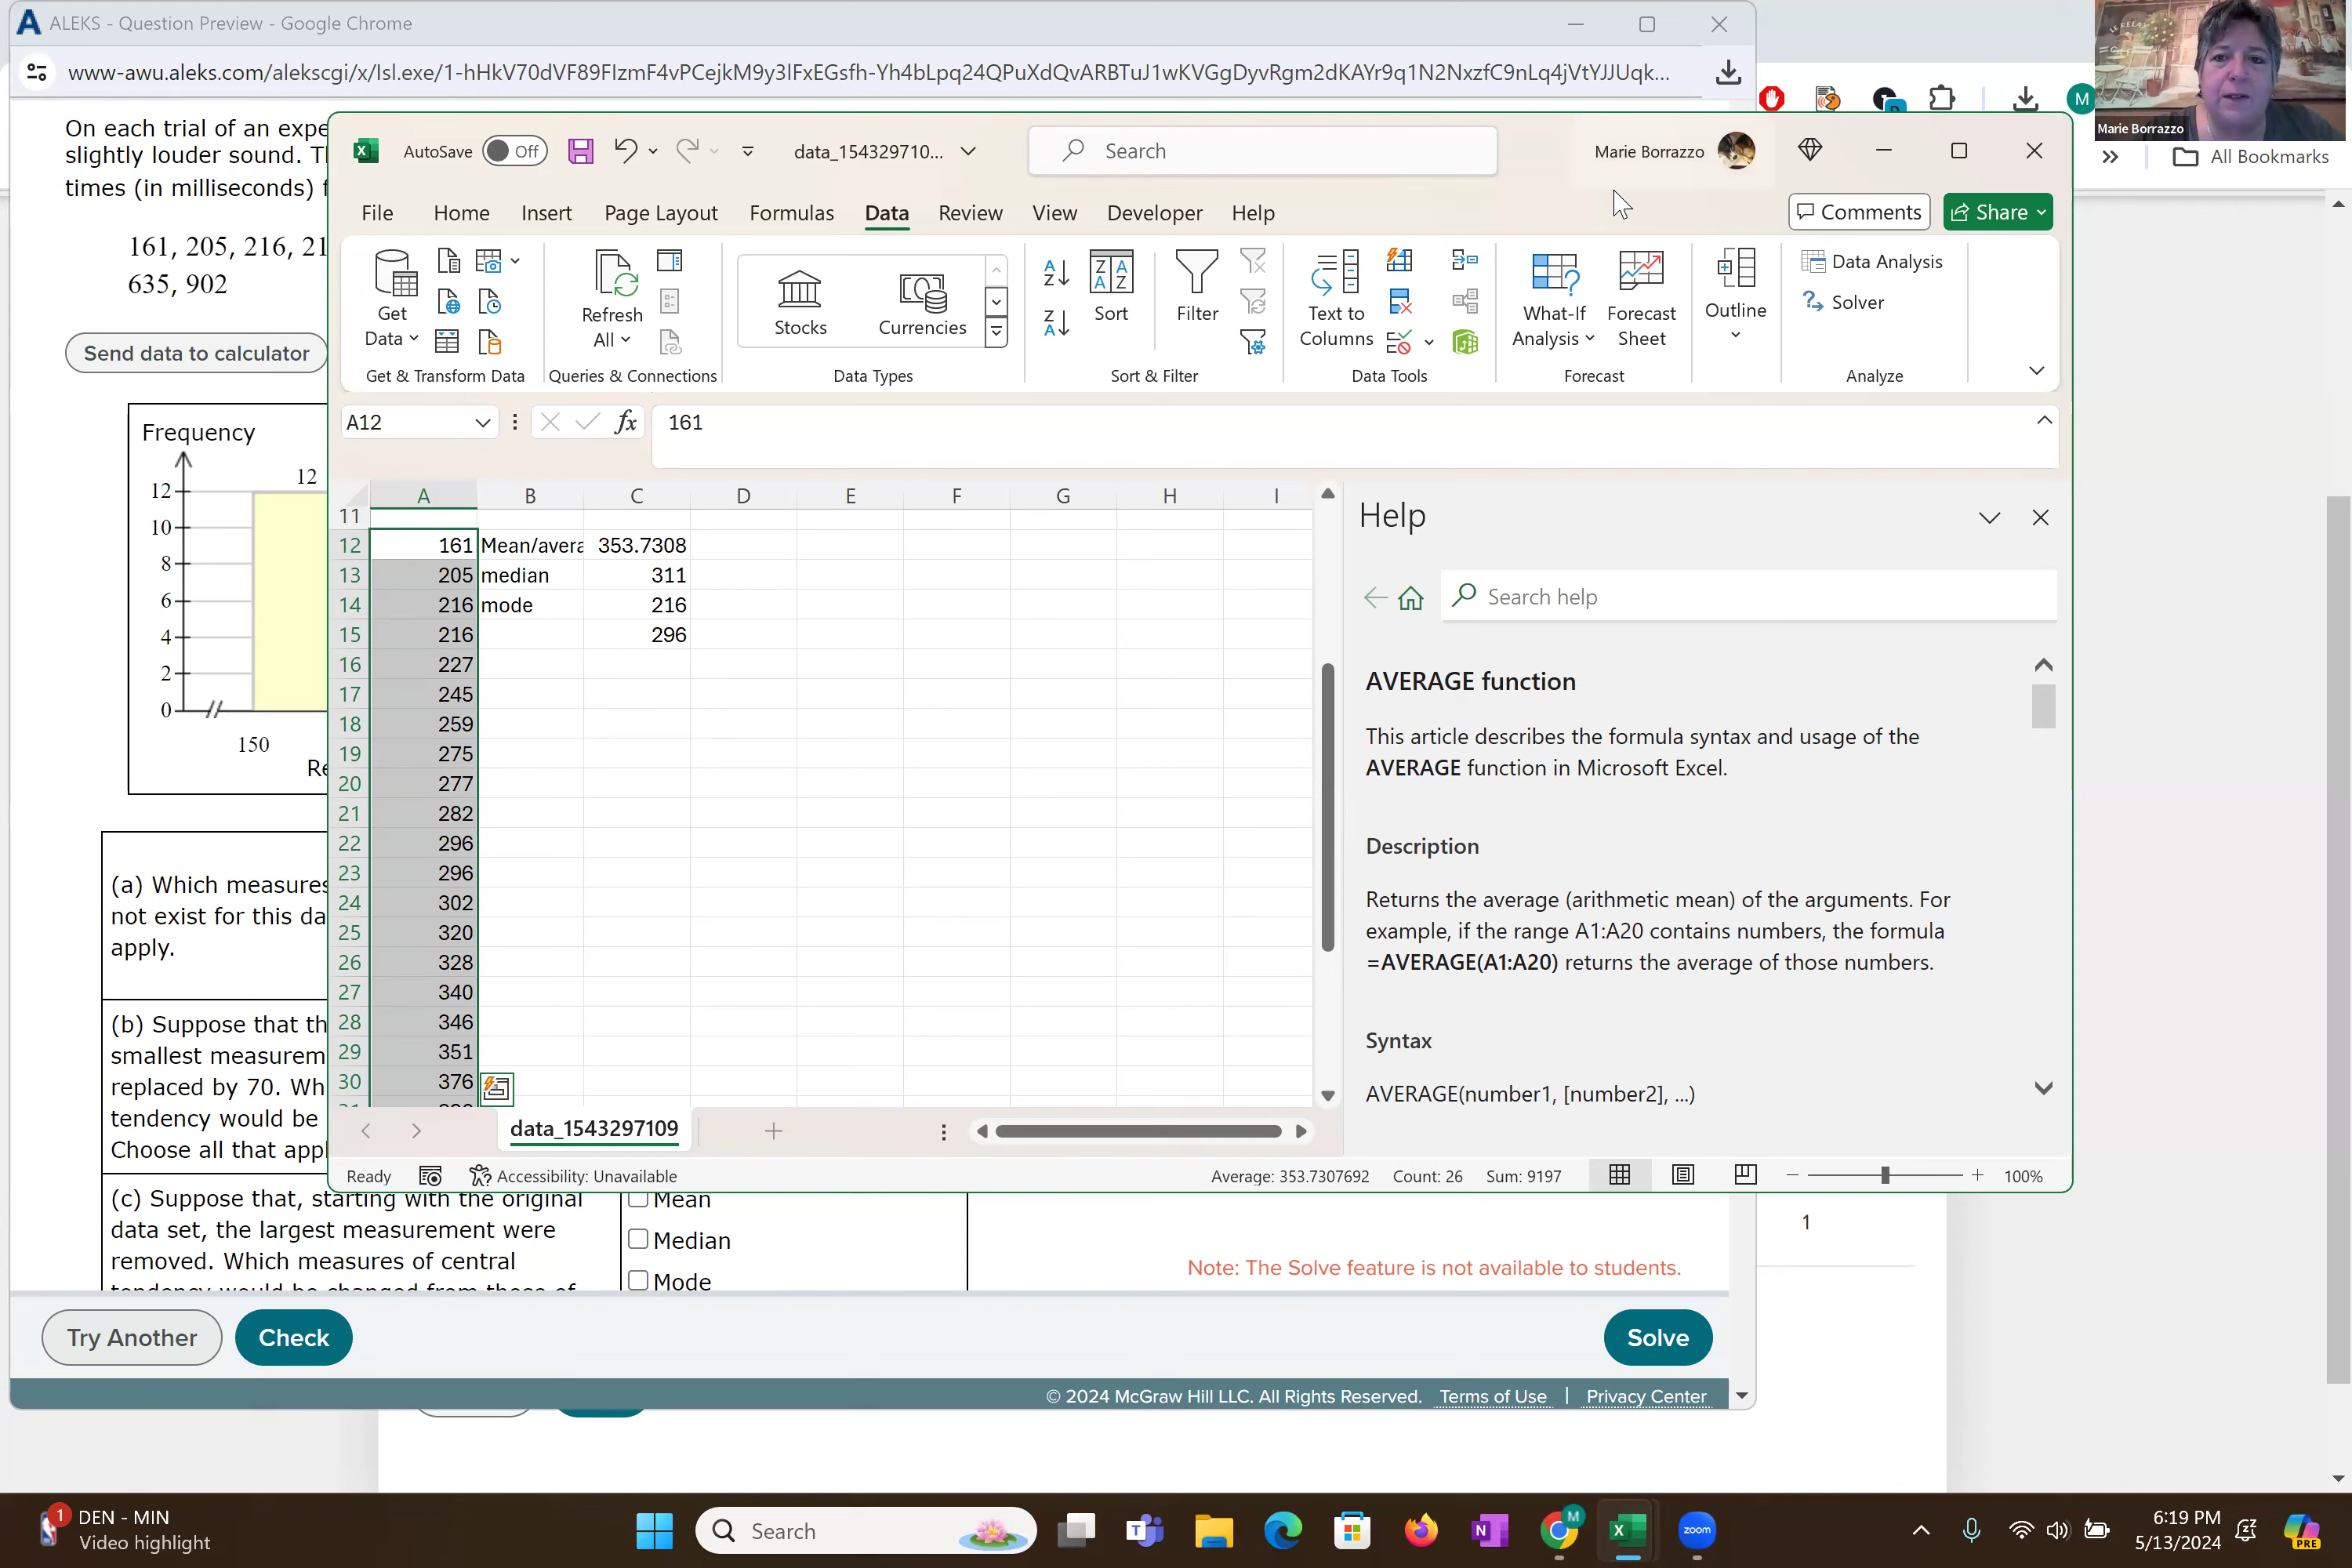 ALEKS - Question Preview - Google Chrome
www-awu.aleks.com/alekscgi/x/Isl.exe/1-hHkV70dVF89FIzmF4vPCejkM9y3lFxEGsfh-Yh4bLpq24QPuXdQvARBTuJ1wKVGgDyvRgm2dKAYr9q1N2NxzfC9nLq4jVtYJJUqk...
M
Marie Borrazzo
All Bookmarks
On each trial of an expe
slightly louder sound. Tl
times (in milliseconds) f
161, 205, 216, 21
635, 902
Send data to calculator
Frequency
12
12
10
8
6
4
2
0
150
Re
(a) Which measures
not exist for this da
apply.
(b) Suppose that th
smallest measurem
replaced by 70. Wh
tendency would be
Choose all that appl
(c) Suppose that, starting with the original
data set, the largest measurement were
removed. Which measures of central
tendency would be changed from those of
Mean
Median
Mode
Note: The Solve feature is not available to students.
1
Try Another
Check
Solve
© 2024 McGraw Hill LLC. All Rights Reserved. Terms of Use | Privacy Center
AutoSave Off
data_154329710...
Search
Marie Borrazzo
File Home Insert Page Layout Formulas Data Review View Developer Help
Comments
Share
Get
Data
Get & Transform Data
Refresh
All
Queries & Connections
Stocks
Currencies
Data Types
Sort
Filter
Sort & Filter
Text to
Columns
Data Tools
What-If
Analysis
Forecast
Sheet
Forecast
Outline
Data Analysis
Solver
Analyze
A12
fx
161
A B C D E F G H I
11
12 161 Mean/avera 353.7308
13 205 median 311
14 216 mode 216
15 216 296
16 227
17 245
18 259
19 275
20 277
21 282
22 296
23 296
24 302
25 320
26 328
27 340
28 346
29 351
30 376
data_1543297109
Ready
Accessibility: Unavailable
Average: 353.7307692 Count: 26 Sum: 9197
100%
Help
Search help
AVERAGE function
This article describes the formula syntax and usage of the
AVERAGE function in Microsoft Excel.
Description
Returns the average (arithmetic mean) of the arguments. For
example, if the range A1:A20 contains numbers, the formula
=AVERAGE(A1:A20) returns the average of those numbers.
Syntax
AVERAGE(number1, [number2], ...)
1
DEN - MIN
Video highlight
Search
zoom
6:19 PM
5/13/2024
PRE